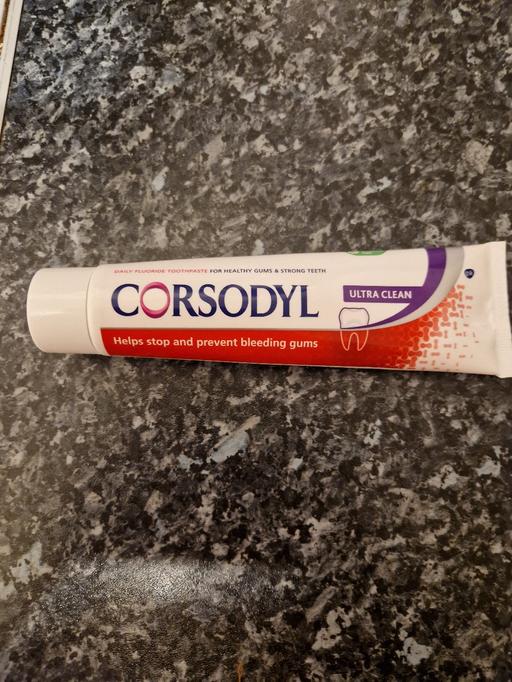 DAILY FLUORIDE TOOTHPASTE FOR HEALTHY GUMS & STRONG TEETH
CORSODYL
ULTRA CLEAN
Helps stop and prevent bleeding gums